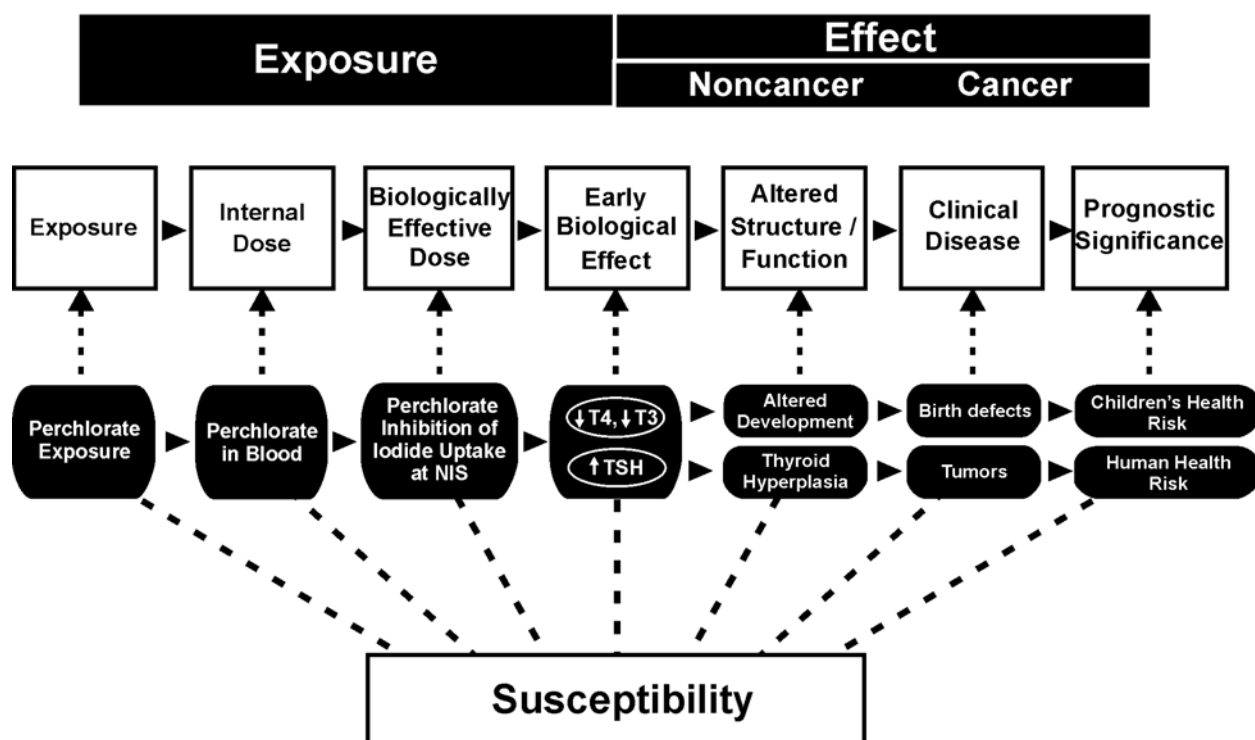 Exposure
Effect
Noncancer Cancer
Exposure
Internal
Dose
Biologically
Effective
Dose
Early
Biological
Effect
Altered
Structure /
Function
Clinical
Disease
Prognostic
Significance
Perchlorate
Exposure
Perchlorate
in Blood
Perchlorate
Inhibition of
Iodide Uptake
at NIS
↓T4, ↓T3
↑TSH
Altered
Development
Birth defects
Children's Health
Risk
Thyroid
Hyperplasia
Tumors
Human Health
Risk
Susceptibility